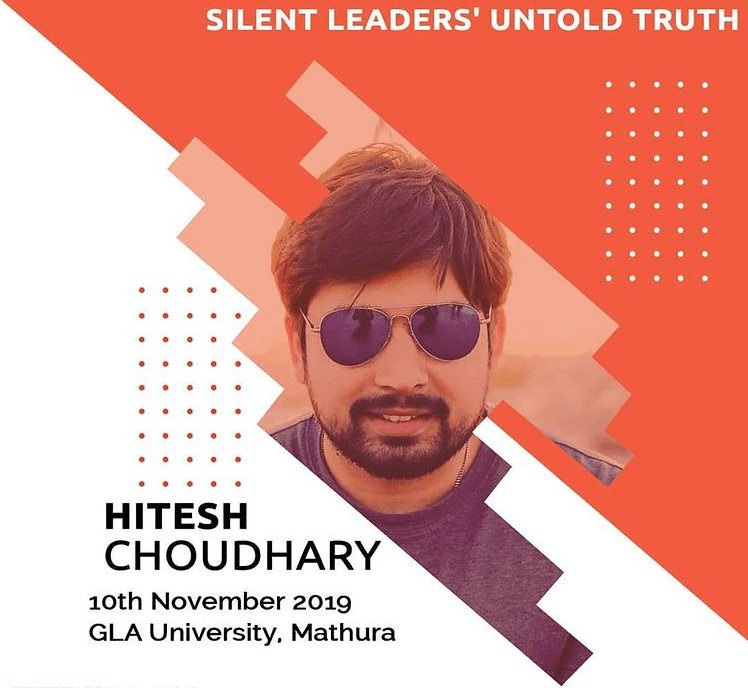 SILENT LEADERS' UNTOLD TRUTH
HITESH
CHOUDHARY
10th November 2019
GLA University, Mathura